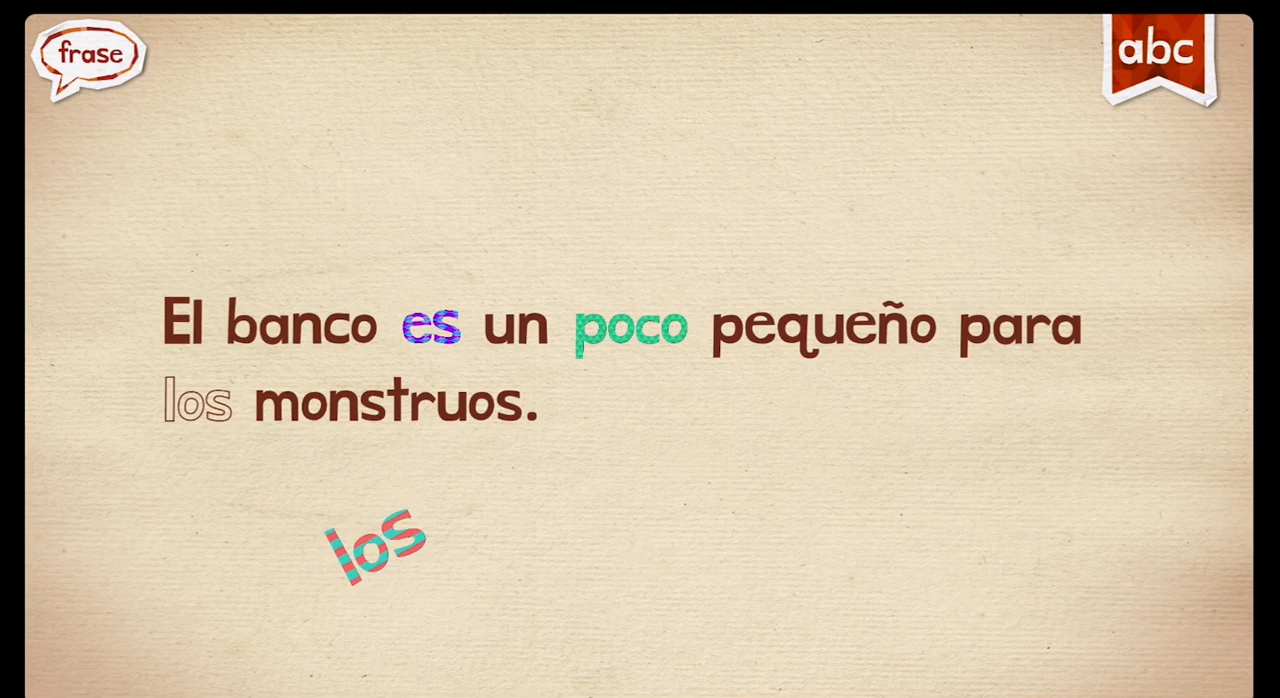 frase
abc
El banco es un poco pequeño para
los monstruos.
los